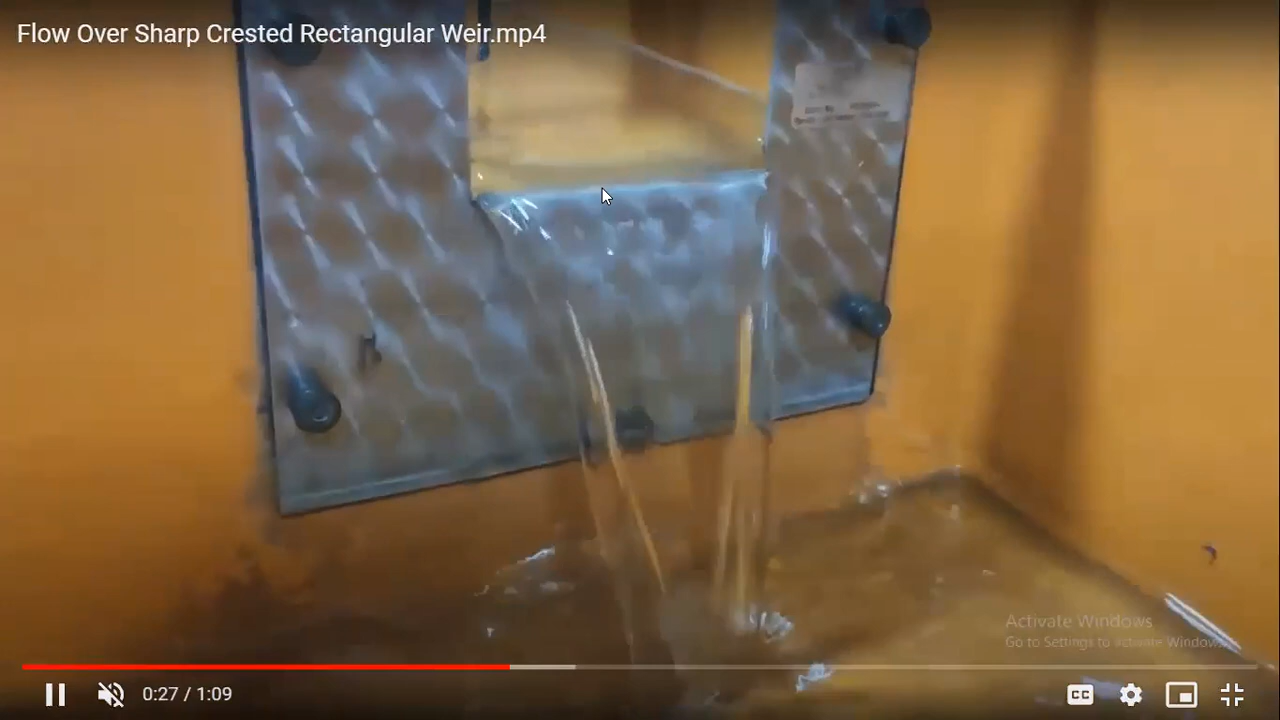 Flow Over Sharp Crested Rectangular Weir.mp4
Activate Windows
Go to Settings to activate Windows.
0:27 / 1:09
CC